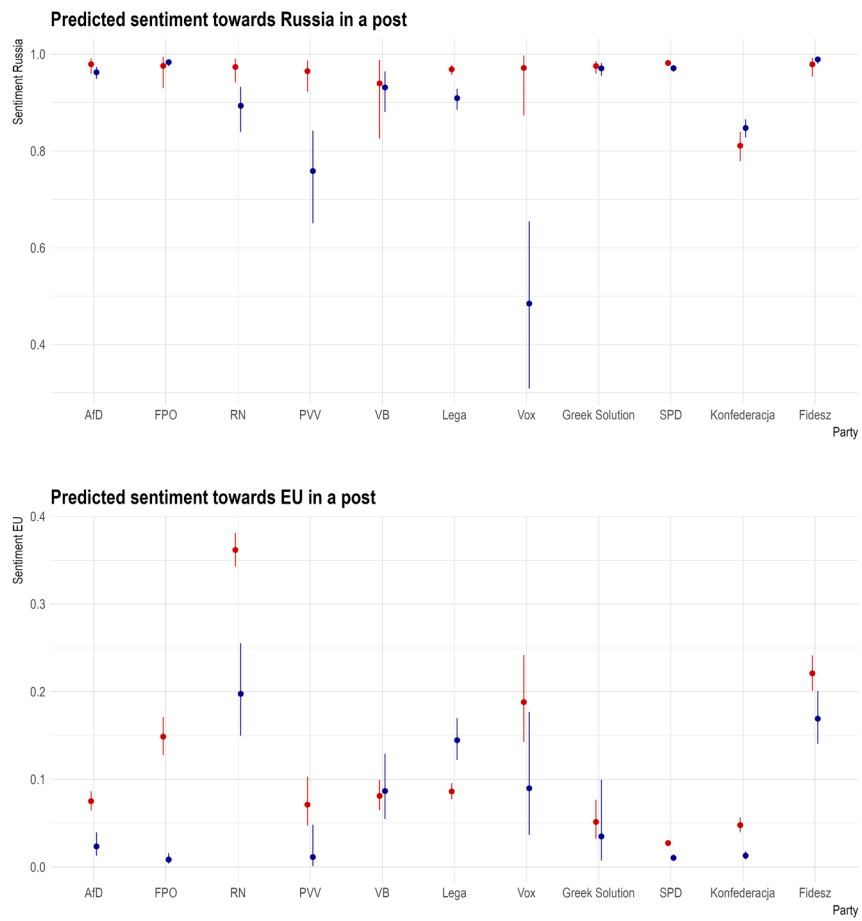 Predicted sentiment towards Russia in a post
Sentiment Russia
1.0
0.8
0.6
0.4
AfD FPO RN PVV VB Lega Vox Greek Solution SPD Konfederacja Fidesz
Party
Predicted sentiment towards EU in a post
Sentiment EU
0.4
0.3
0.2
0.1
0.0
AfD FPO RN PVV VB Lega Vox Greek Solution SPD Konfederacja Fidesz
Party